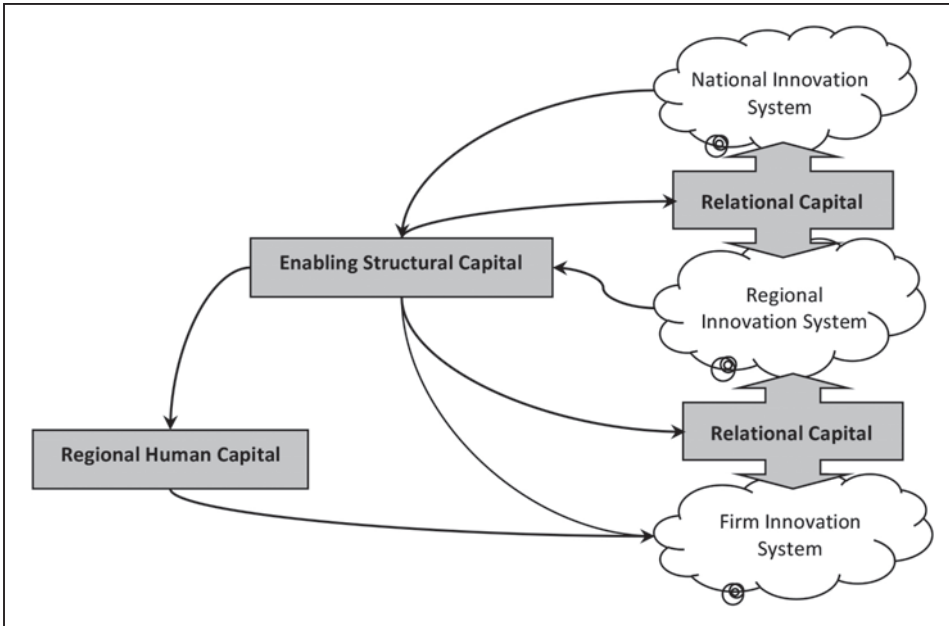 National Innovation
System
Relational Capital
Enabling Structural Capital
Regional
Innovation System
Relational Capital
Regional Human Capital
Firm Innovation
System